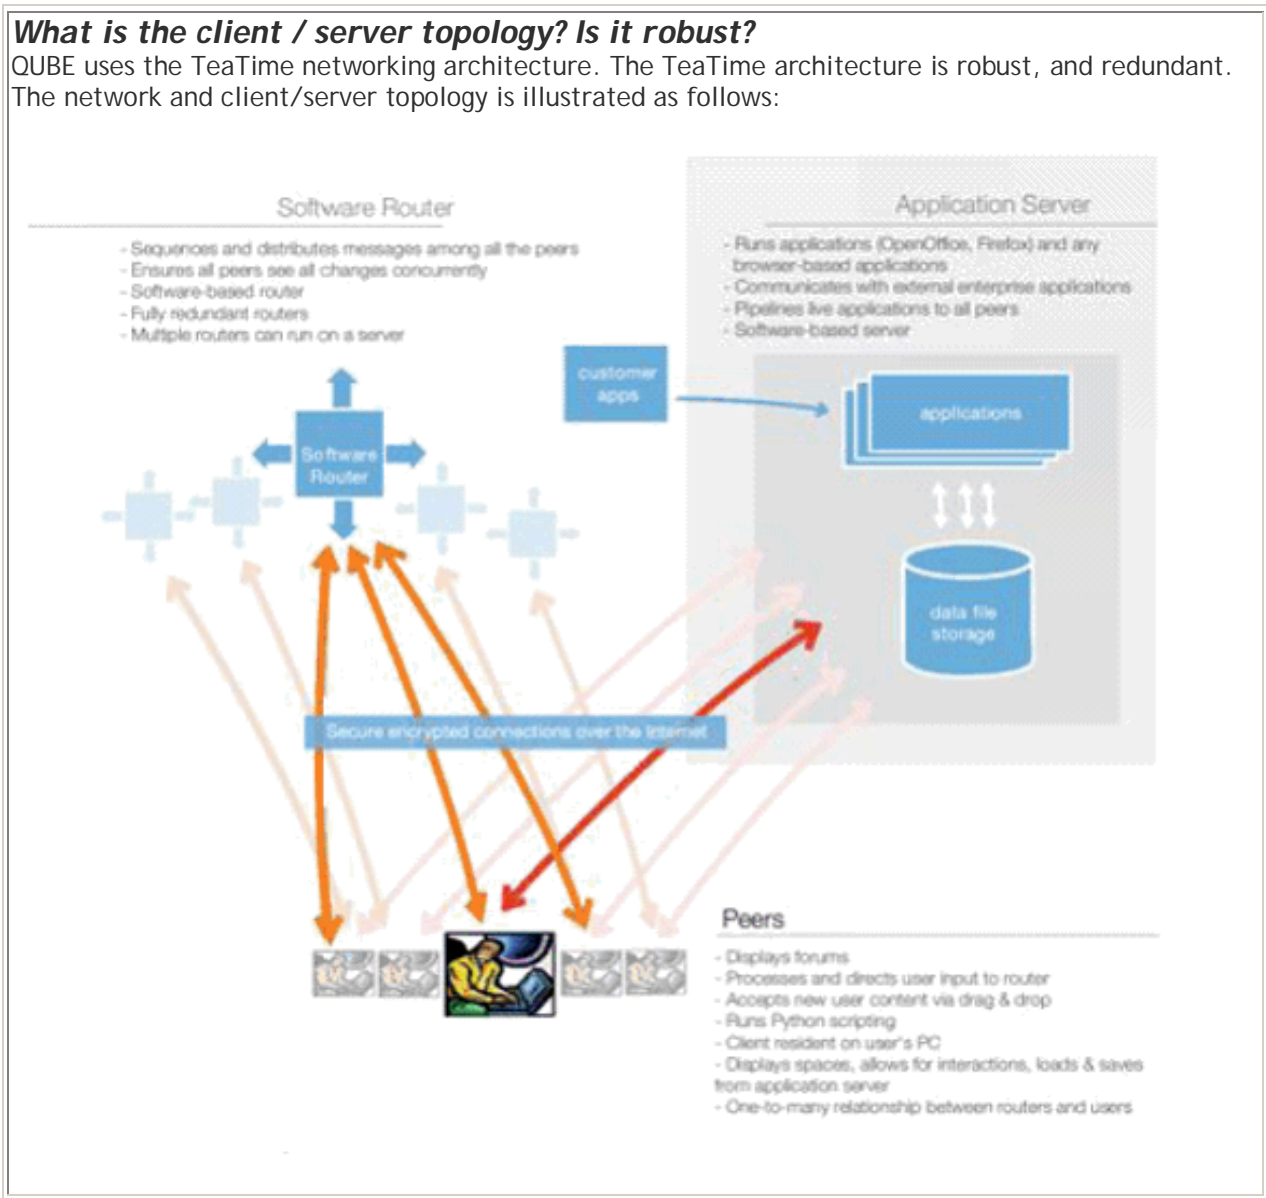 What is the client / server topology? Is it robust?
QUBE uses the TeaTime networking architecture. The TeaTime architecture is robust, and redundant.
The network and client/server topology is illustrated as follows:
Software Router
- Sequences and distributes messages among all the peers
- Ensures all peers see all changes concurrently
- Software-based router
- Fully redundant routers
- Multiple routers can run on a server
Application Server
- Runs applications (OpenOffice, Firefox) and any
browser-based applications
- Communicates with external enterprise applications
- Pipelines live applications to all peers
- Software-based server
customer
apps
applications
Software
Router
data file
storage
Secure encrypted connections over the Internet
Peers
- Displays forums
- Processes and directs user input to router
- Accepts new user content via drag & drop
- Runs Python scripting
- Client resident on user's PC
- Displays spaces, allows for interactions, loads & saves
from application server
- One-to-many relationship between routers and users